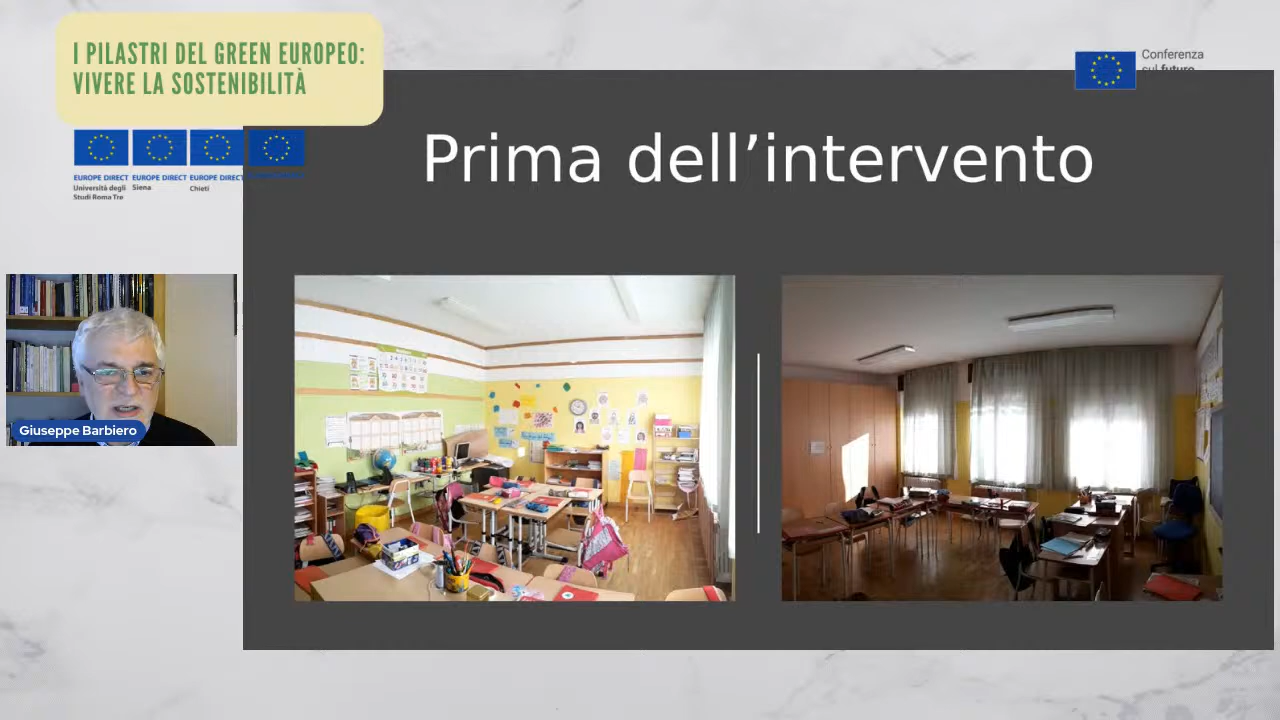 I PILASTRI DEL GREEN EUROPEO:
VIVERE LA SOSTENIBILITÀ
Conferenza
sul futuro
EUROPE DIRECT
Università degli
Studi Roma Tre
EUROPE DIRECT
Siena
EUROPE DIRECT
Chieti
Prima dell’intervento
Giuseppe Barbiero